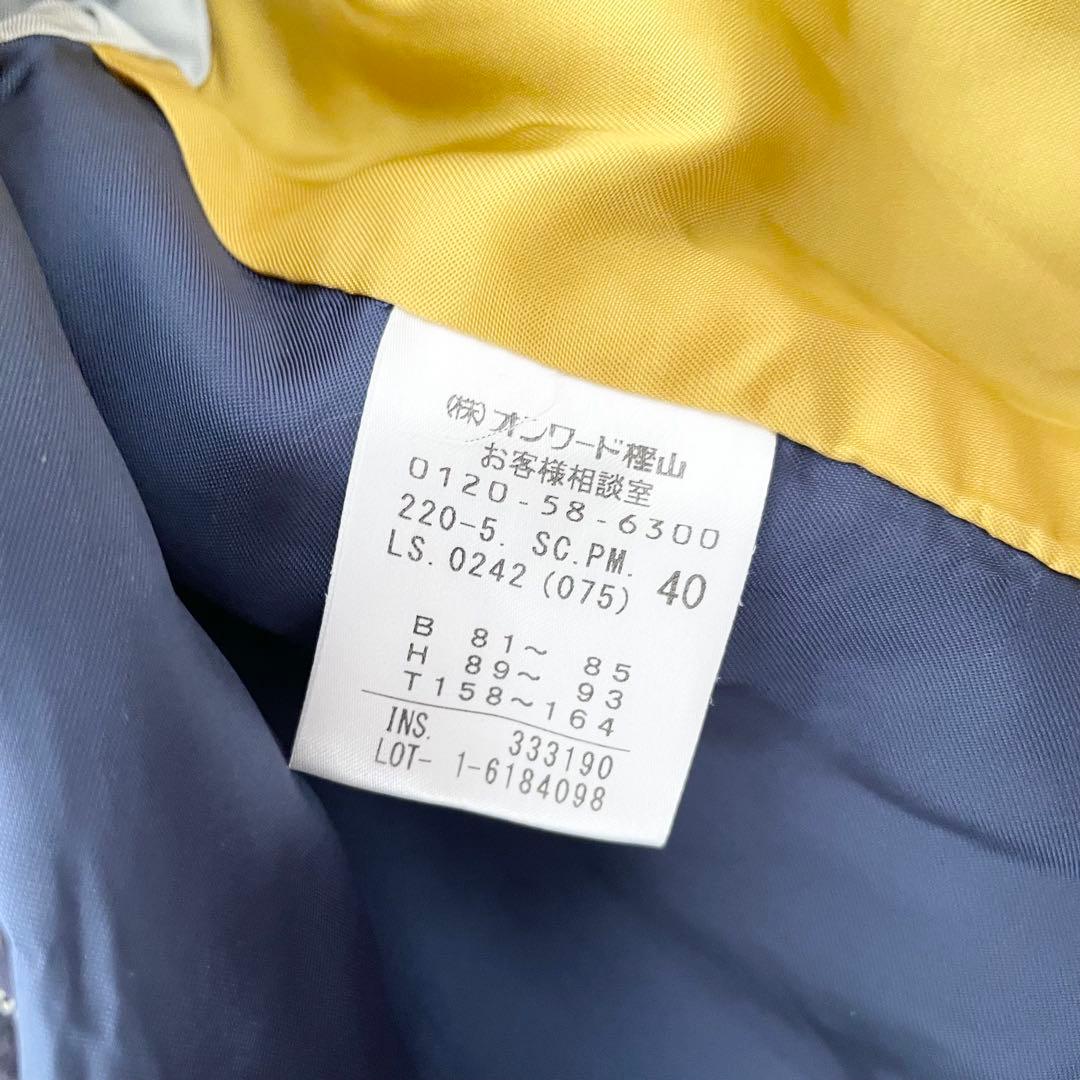 (株)オンワード樫山
お客様相談室
0120-58-6300
220-5. SC.PM. 40
LS.0242(075)
B 81～ 85
H 89～ 93
T158～164
INS. 333190
LOT- 1-6184098